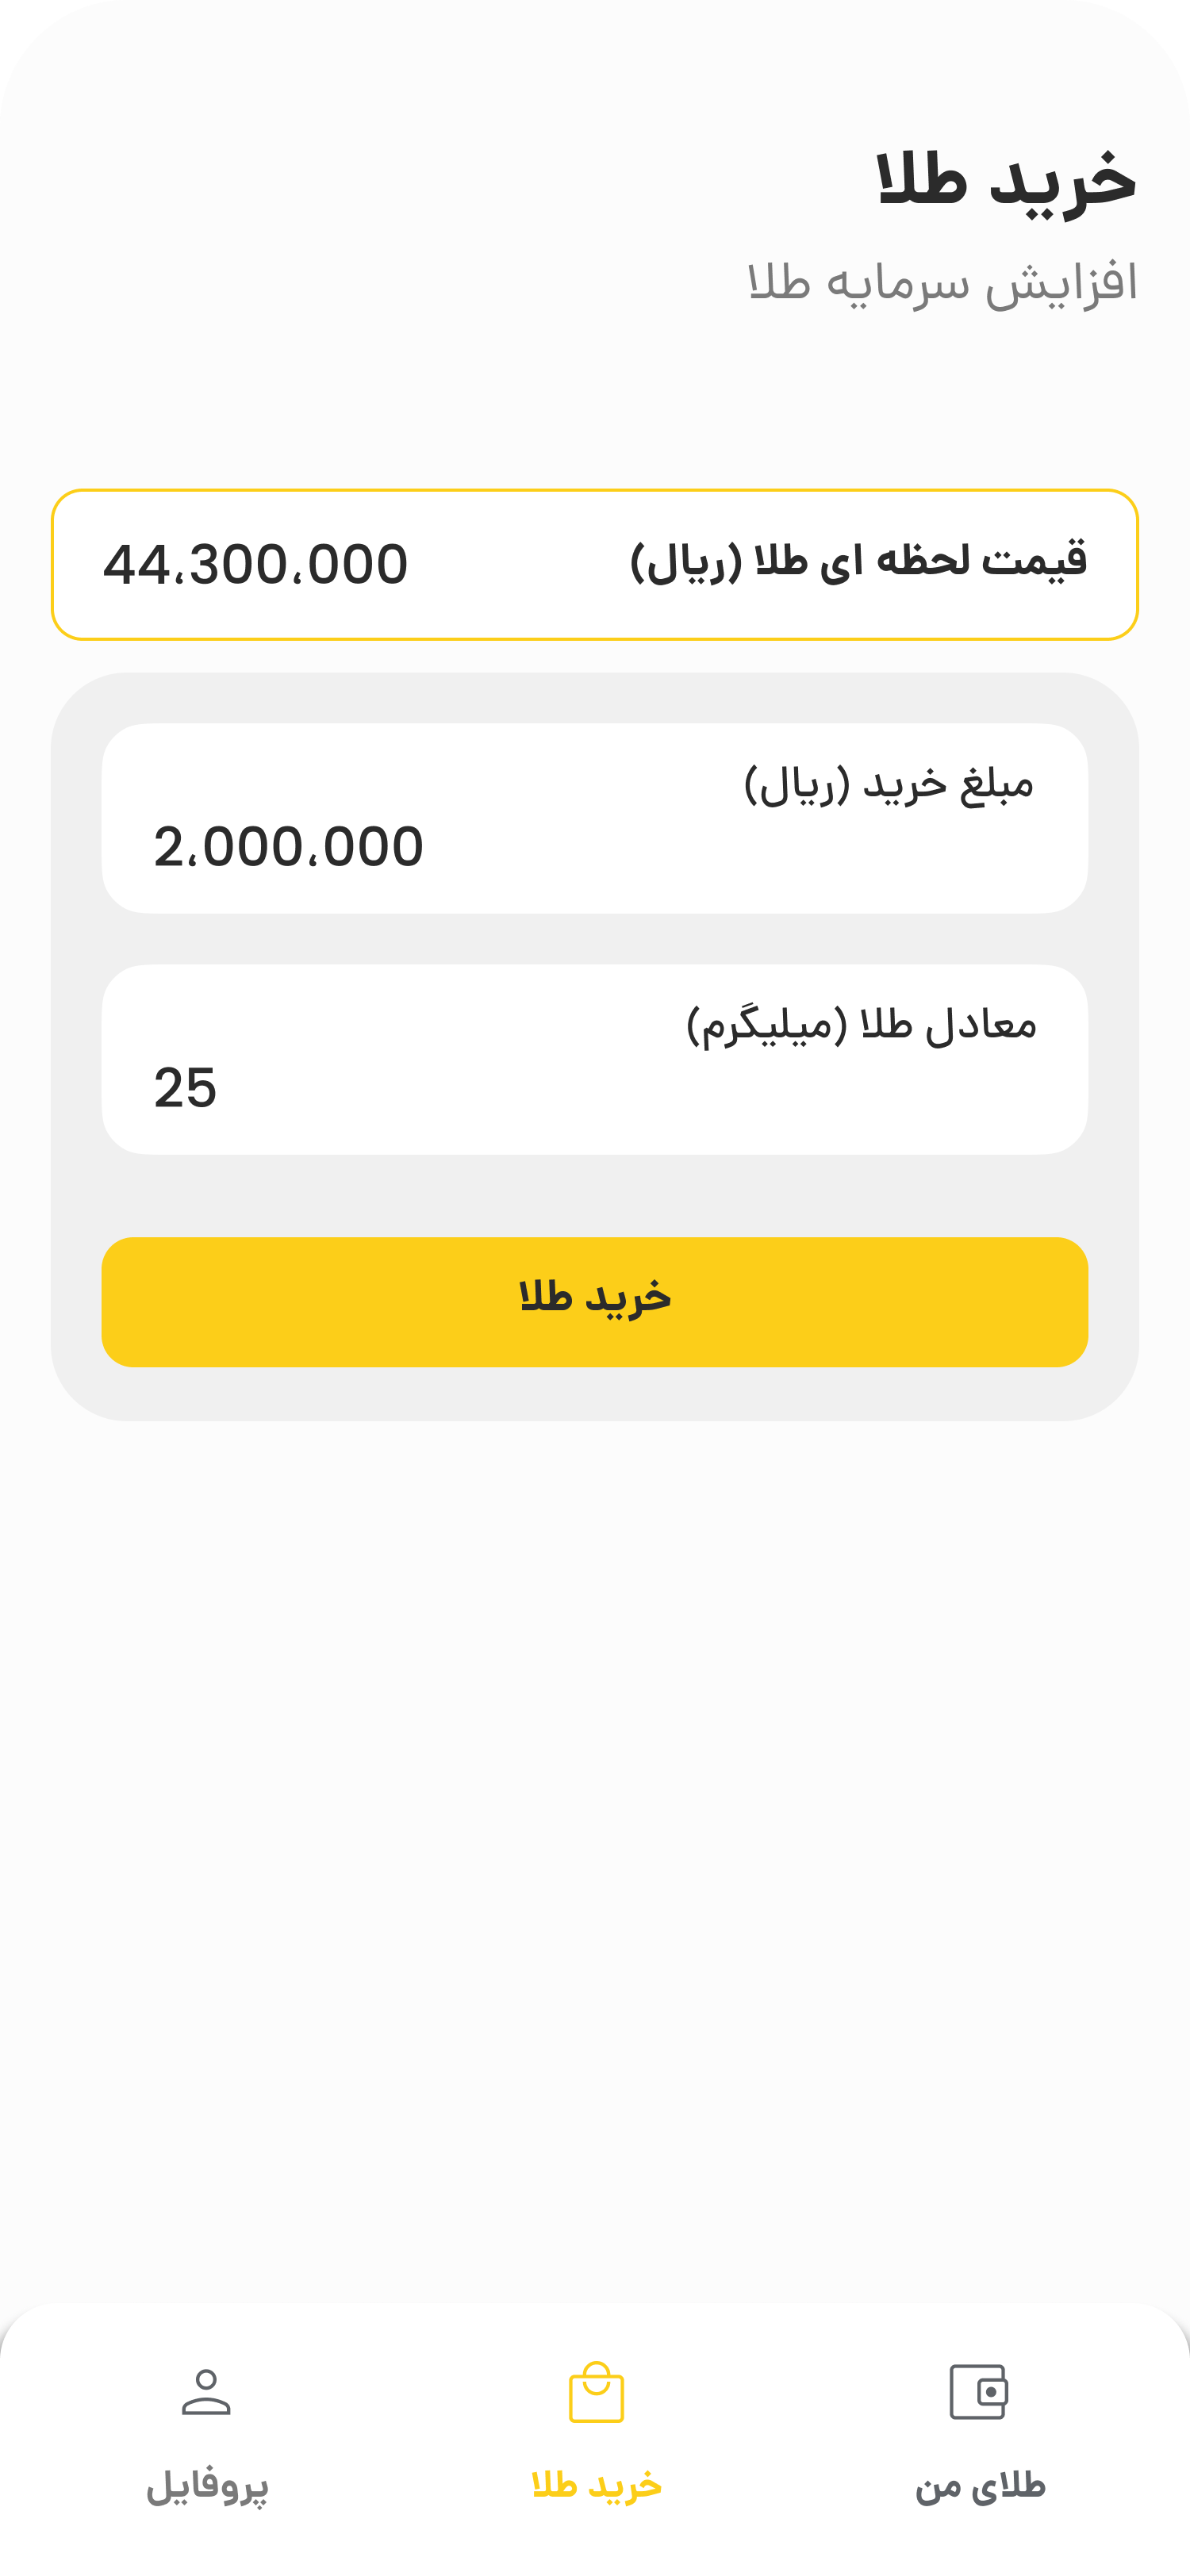 خرید طلا
افزایش سرمایه طلا
قیمت لحظه ای طلا (ریال) 44،300،000
مبلغ خرید (ریال)
2،000،000
معادل طلا (میلیگرم)
25
خرید طلا
طلای من خرید طلا پروفایل